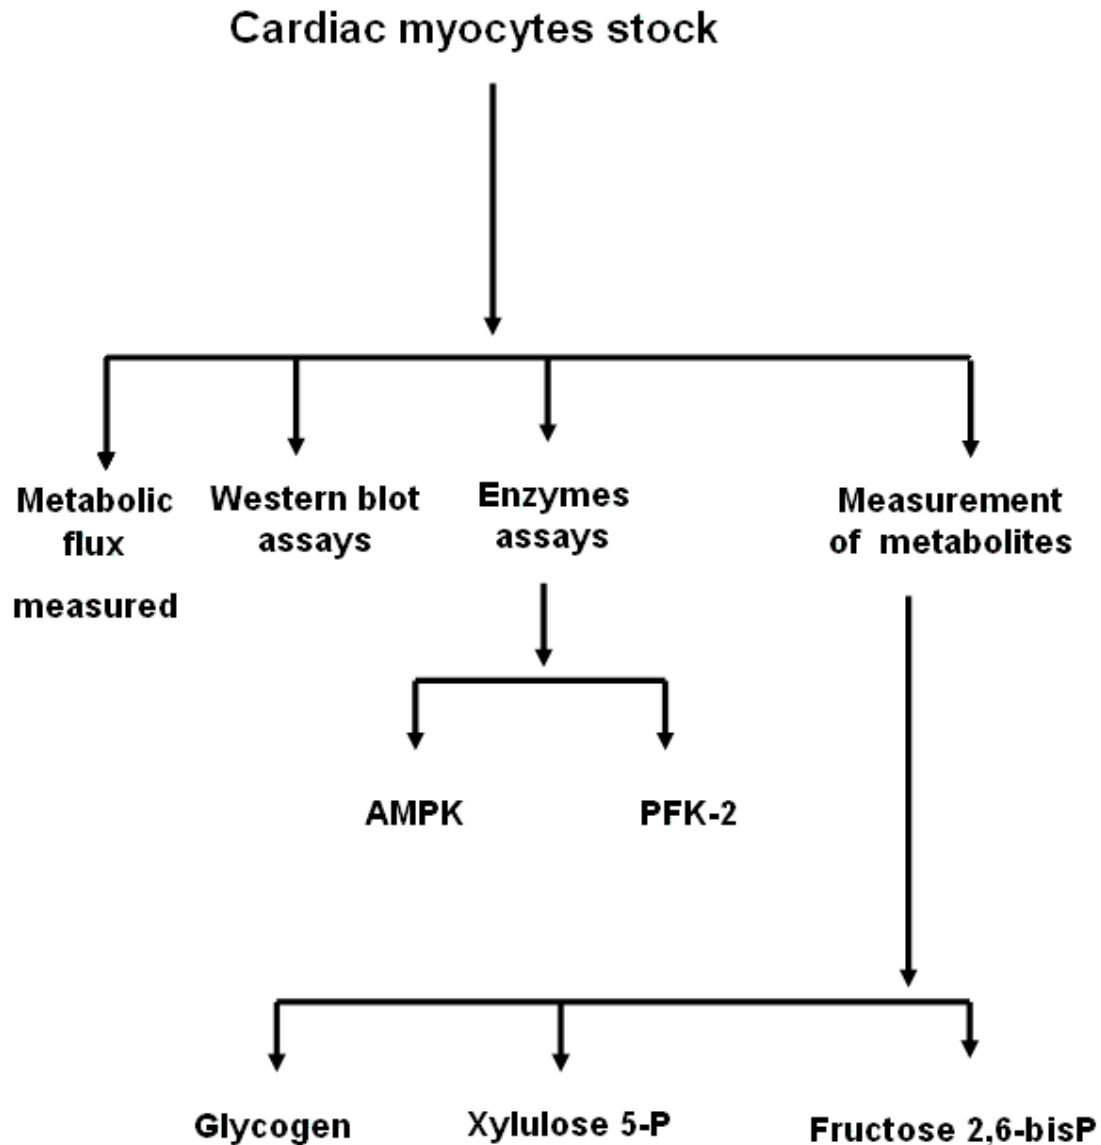 Cardiac myocytes stock
Metabolic
flux
measured
Western blot
assays
Enzymes
assays
Measurement
of metabolites
AMPK
PFK-2
Glycogen
Xylulose 5-P
Fructose 2,6-bisP